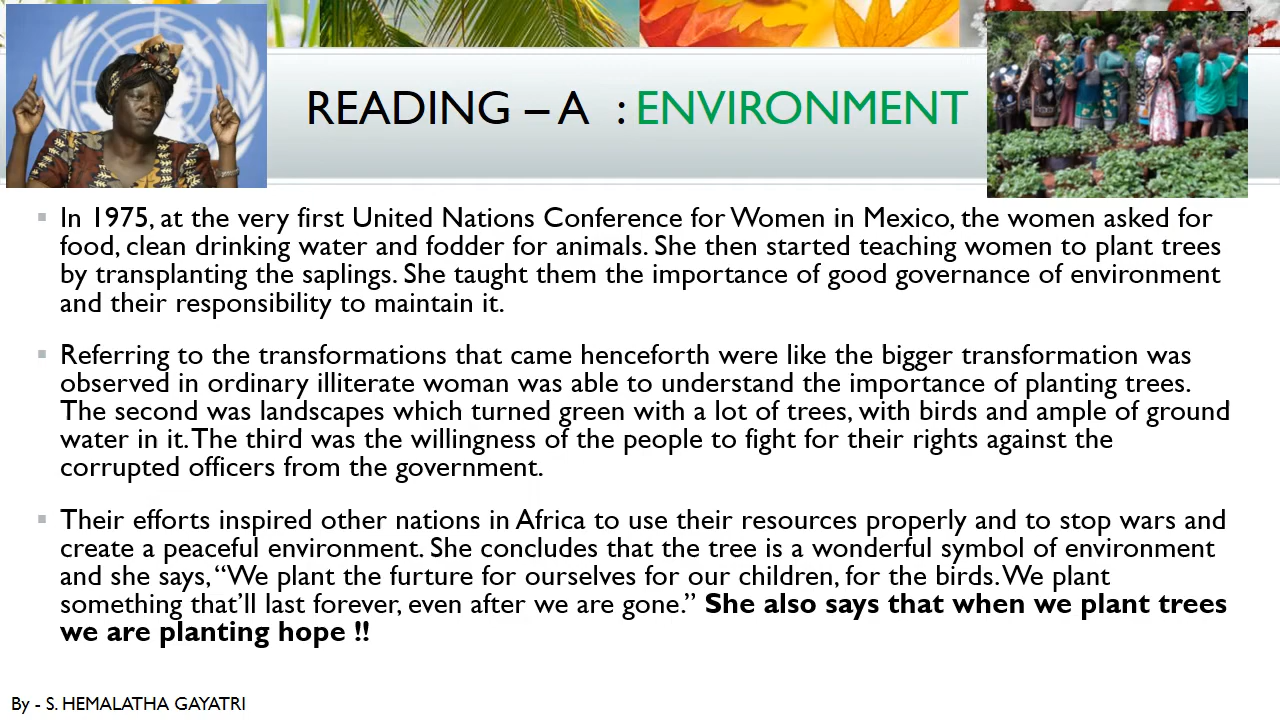 READING – A : ENVIRONMENT
▪ In 1975, at the very first United Nations Conference for Women in Mexico, the women asked for
food, clean drinking water and fodder for animals. She then started teaching women to plant trees
by transplanting the saplings. She taught them the importance of good governance of environment
and their responsibility to maintain it.
▪ Referring to the transformations that came henceforth were like the bigger transformation was
observed in ordinary illiterate woman was able to understand the importance of planting trees.
The second was landscapes which turned green with a lot of trees, with birds and ample of ground
water in it. The third was the willingness of the people to fight for their rights against the
corrupted officers from the government.
▪ Their efforts inspired other nations in Africa to use their resources properly and to stop wars and
create a peaceful environment. She concludes that the tree is a wonderful symbol of environment
and she says, “We plant the furture for ourselves for our children, for the birds. We plant
something that’ll last forever, even after we are gone.” She also says that when we plant trees
we are planting hope !!
By - S. HEMALATHA GAYATRI